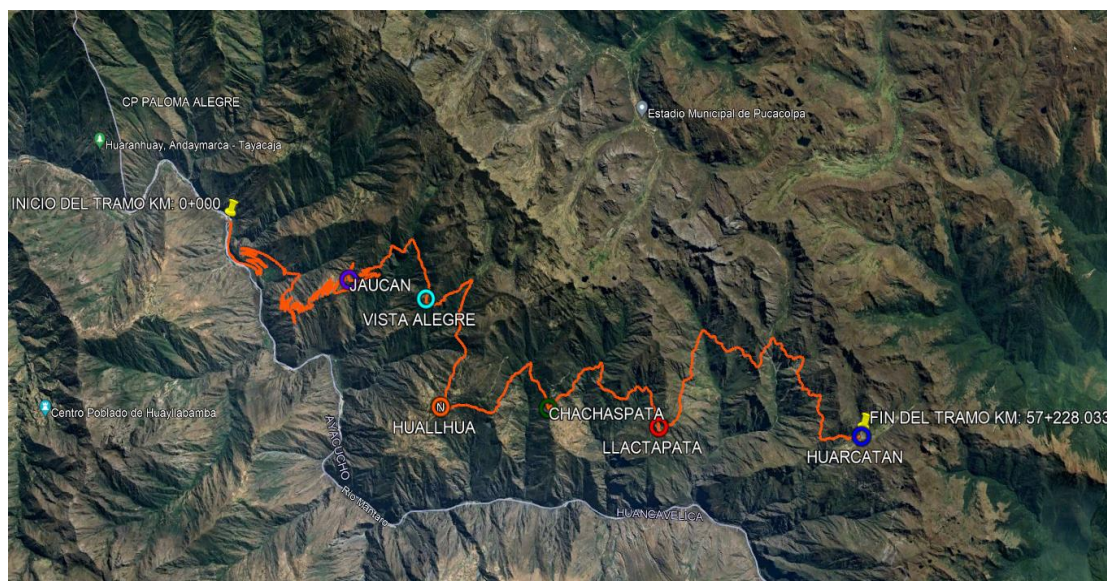 CP PALOMA ALEGRE
Estadio Municipal de Pucacolpa
Huaranhuay, Andaymarca - Tayacaja
INICIO DEL TRAMO KM: 0+000
JAUCAN
VISTA ALEGRE
N
HUALLHUA
CHACHASPATA
LLACTAPATA
FIN DEL TRAMO KM: 57+228.033
HUARCATAN
Centro Poblado de Huayllabamba
AYACUCHO
Río Mantaro
HUANCAVELICA